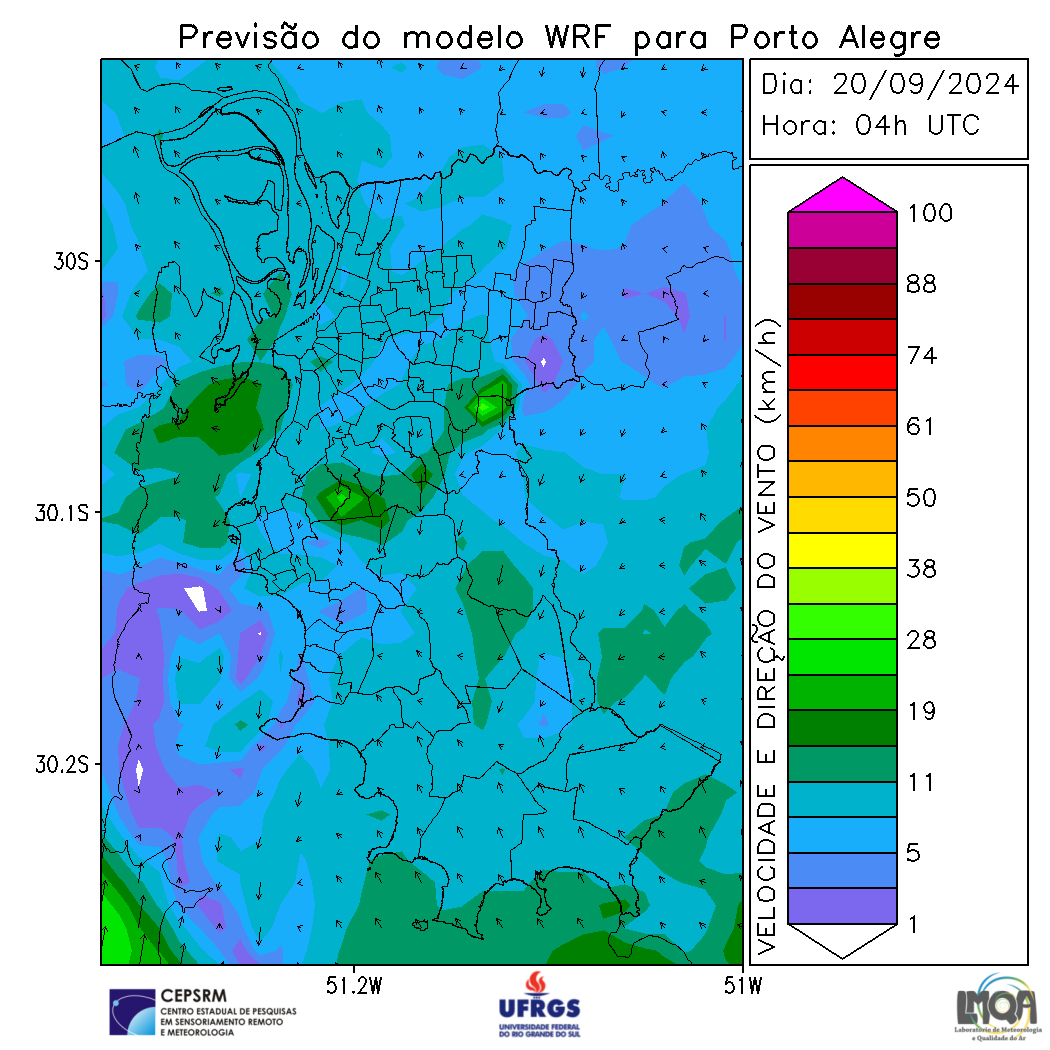 Previsão do modelo WRF para Porto Alegre
Dia: 20/09/2024
Hora: 04h UTC
30S
30.1S
30.2S
51.2W
51W
VELOCIDADE E DIREÇÃO DO VENTO (km/h)
100
88
74
61
50
38
28
19
11
5
1
CEPSRM
CENTRO ESTADUAL DE PESQUISAS
EM SENSORIAMENTO REMOTO
E METEOROLOGIA
UFRGS
UNIVERSIDADE FEDERAL
DO RIO GRANDE DO SUL
LMQA
Laboratório de Meteorologia
e Qualidade do Ar